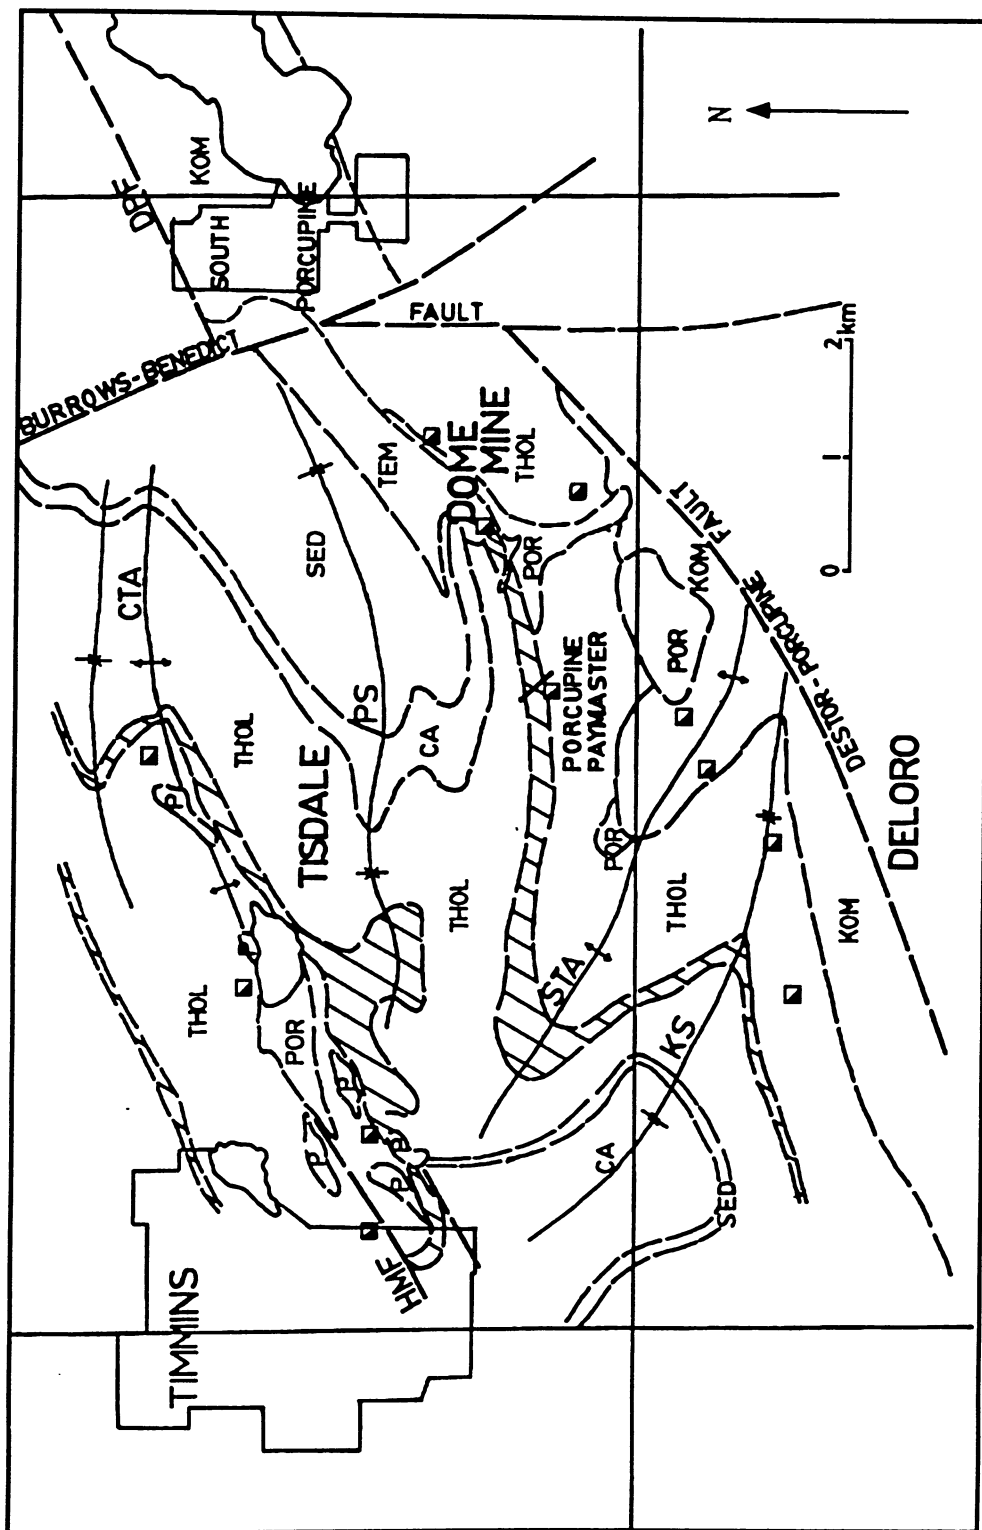 BURROWS-BENEDICT
FAULT
DPF
KOM
CTA
TIMMINS
P
THOL
THOL
SOUTH
PORCUPINE
P
POR
TISDALE
SED
P
P
PS
TEM
HMF
P
P
CA
THOL
DOME
MINE
THOL
POR
STA
PORCUPINE
PAYMASTER
CA
POR
KS
THOL
POR
KOM
SED
N
DESTOR-PORCUPINE FAULT
KOM
0 1 2 km
DELORO